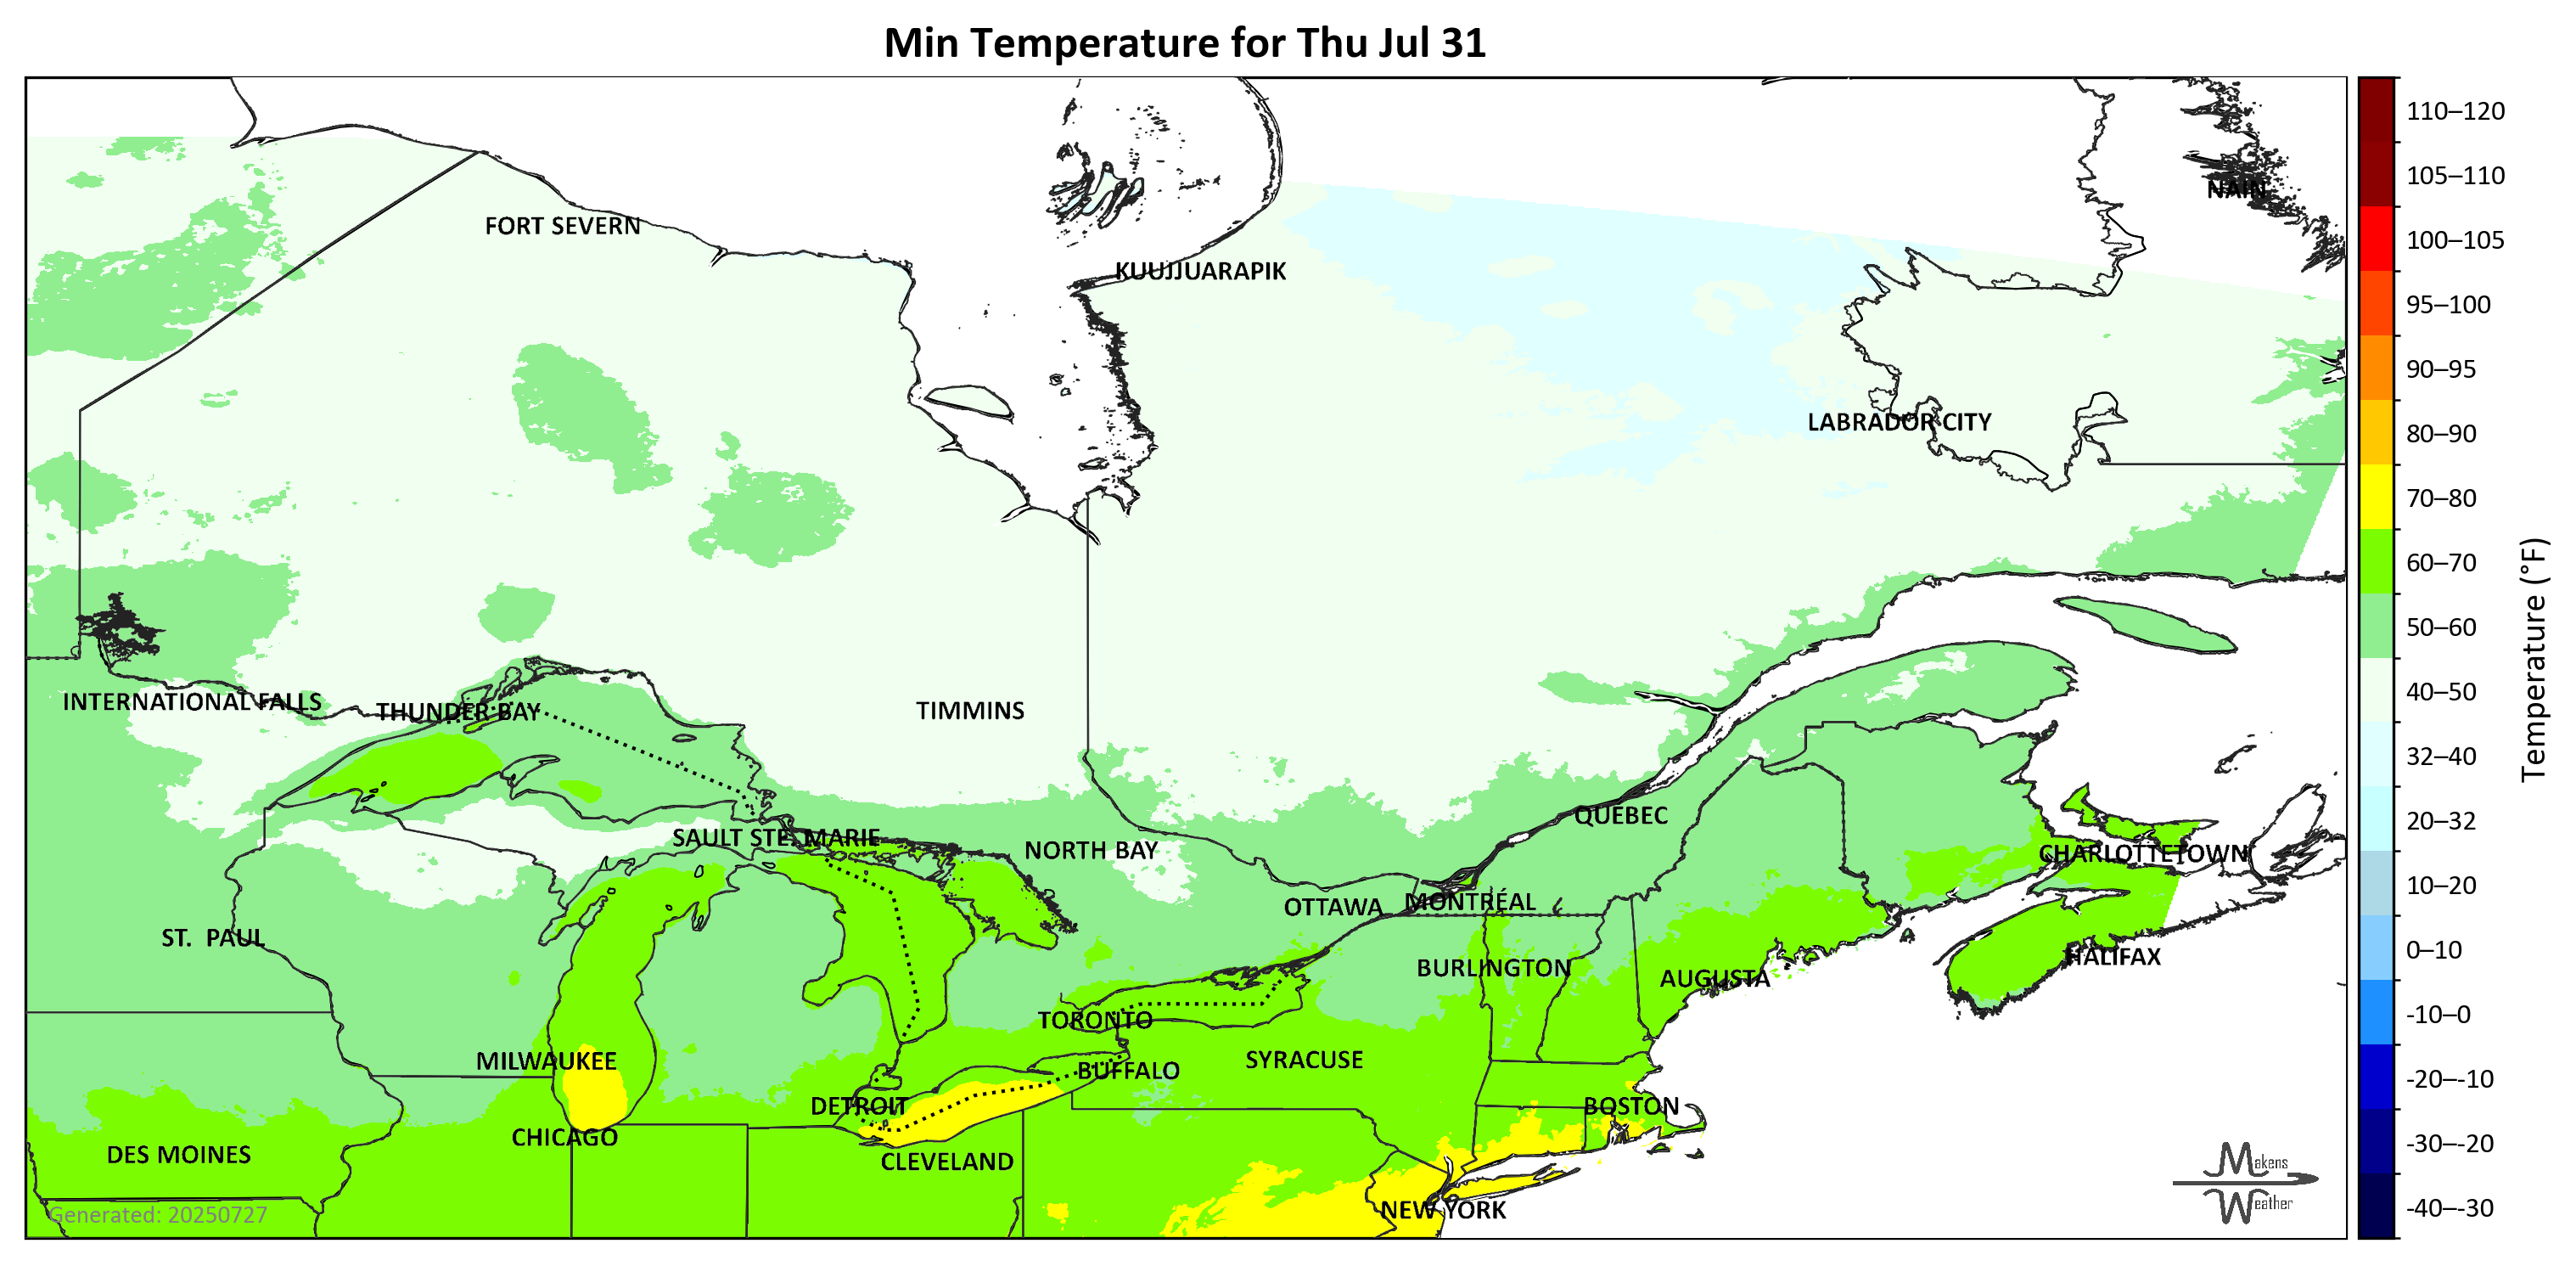 Min Temperature for Thu Jul 31
NAIN
FORT SEVERN
KUUJJUARAPIK
LABRADOR CITY
INTERNATIONAL FALLS
THUNDER BAY
TIMMINS
QUÉBEC
SAULT STE. MARIE
NORTH BAY
CHARLOTTETOWN
OTTAWA
MONTRÉAL
ST. PAUL
HALIFAX
BURLINGTON
AUGUSTA
TORONTO
MILWAUKEE
SYRACUSE
BUFFALO
DETROIT
BOSTON
CHICAGO
DES MOINES
CLEVELAND
NEW YORK
Generated: 20250727
Makens
Weather
110–120
105–110
100–105
95–100
90–95
80–90
70–80
60–70
50–60
40–50
32–40
20–32
10–20
0–10
-10–0
-20–-10
-30–-20
-40–-30
Temperature (°F)